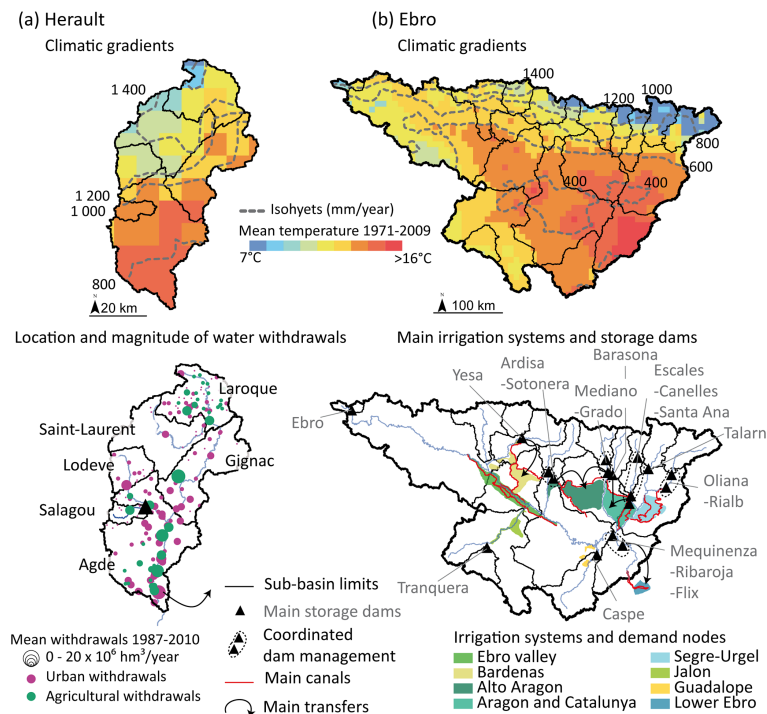 (a) Herault
Climatic gradients
1 400
1 200
1 000
800
N
20 km
Isohyets (mm/year)
Mean temperature 1971-2009
7°C
>16°C
(b) Ebro
Climatic gradients
1400
1200
1000
800
600
400
400
N
100 km
Location and magnitude of water withdrawals
Laroque
Saint-Laurent
Gignac
Lodeve
Salagou
Agde
Mean withdrawals 1987-2010
0 - 20 x 10⁶ hm³/year
Urban withdrawals
Agricultural withdrawals
Sub-basin limits
Main storage dams
Coordinated
dam management
Main canals
Main transfers
Main irrigation systems and storage dams
Ebro
Yesa
Ardisa
-Sotonera
Barasona
Mediano
-Grado
Escales
-Canelles
-Santa Ana
Talarn
Oliana
-Rialb
Mequinenza
-Ribaroja
-Flix
Caspe
Tranquera
Irrigation systems and demand nodes
Ebro valley
Bardenas
Alto Aragon
Aragon and Catalunya
Segre-Urgel
Jalon
Guadalope
Lower Ebro